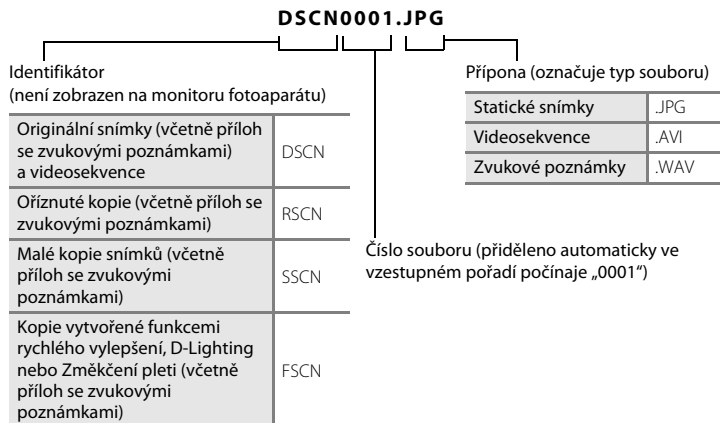 DSCN0001.JPG
Identifikátor
(není zobrazen na monitoru fotoaparátu)
Originální snímky (včetně příloh
se zvukovými poznámkami)
a videosekvence
DSCN
Oříznuté kopie (včetně příloh se
zvukovými poznámkami)
RSCN
Malé kopie snímků (včetně
příloh se zvukovými
poznámkami)
SSCN
Kopie vytvořené funkcemi
rychlého vylepšení, D-Lighting
nebo Změkčení pleti (včetně
příloh se zvukovými
poznámkami)
FSCN
Přípona (označuje typ souboru)
Statické snímky .JPG
Videosekvence .AVI
Zvukové poznámky .WAV
Číslo souboru (přiděleno automaticky ve
vzestupném pořadí počínaje „0001“)